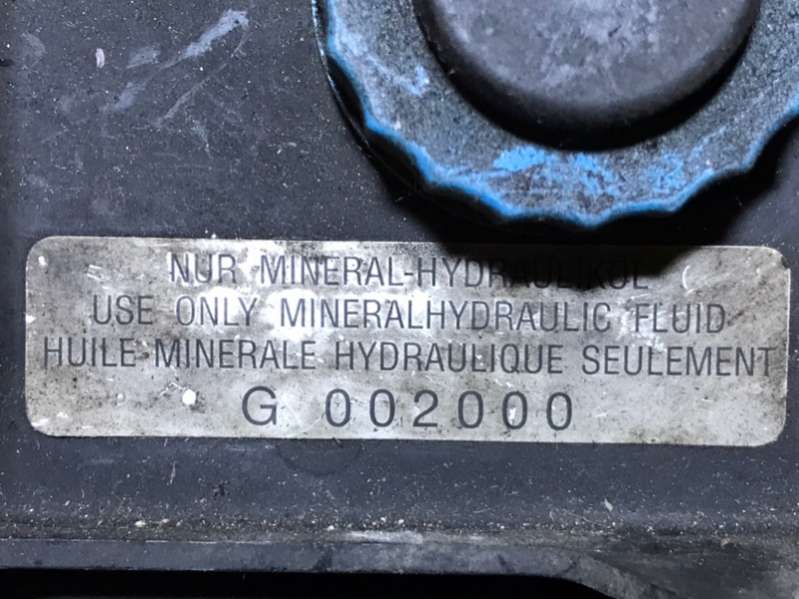 NUR MINERAL-HYDRAULIKÖL
USE ONLY MINERALHYDRAULIC FLUID
HUILE MINERALE HYDRAULIQUE SEULEMENT
G 002000